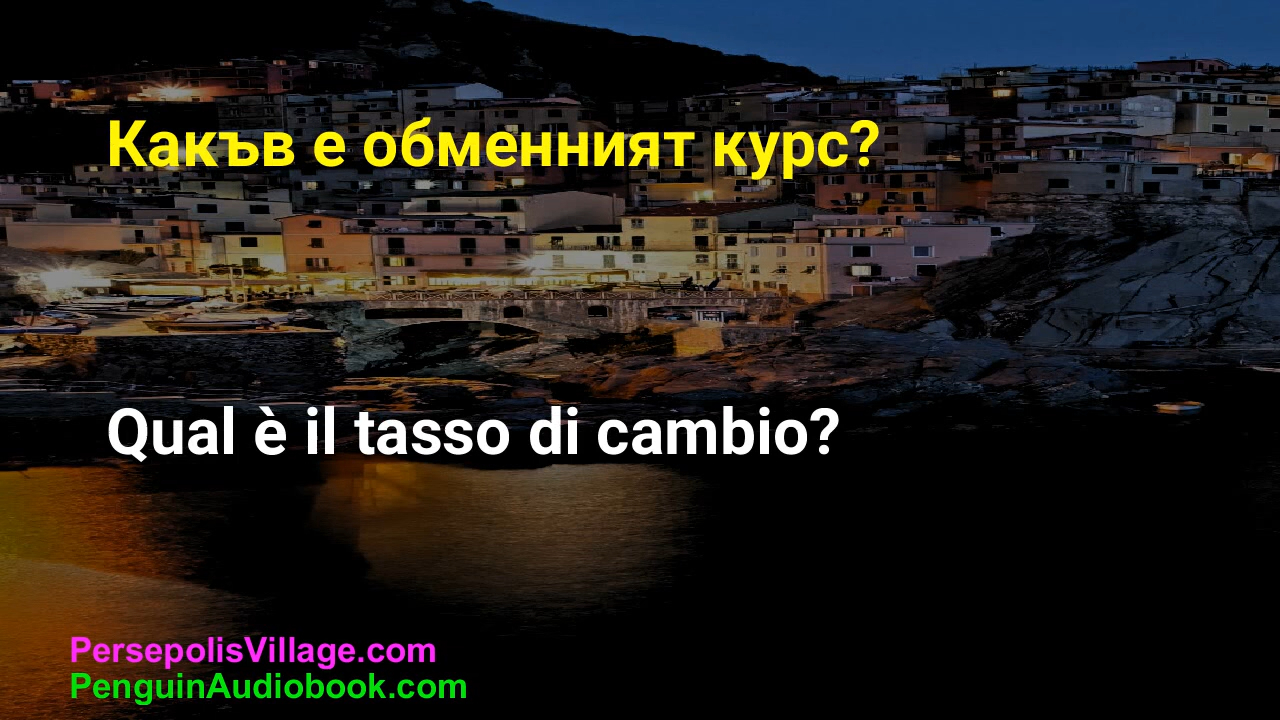 Какъв е обменният курс?
Qual è il tasso di cambio?
PersepolisVillage.com
PenguinAudiobook.com